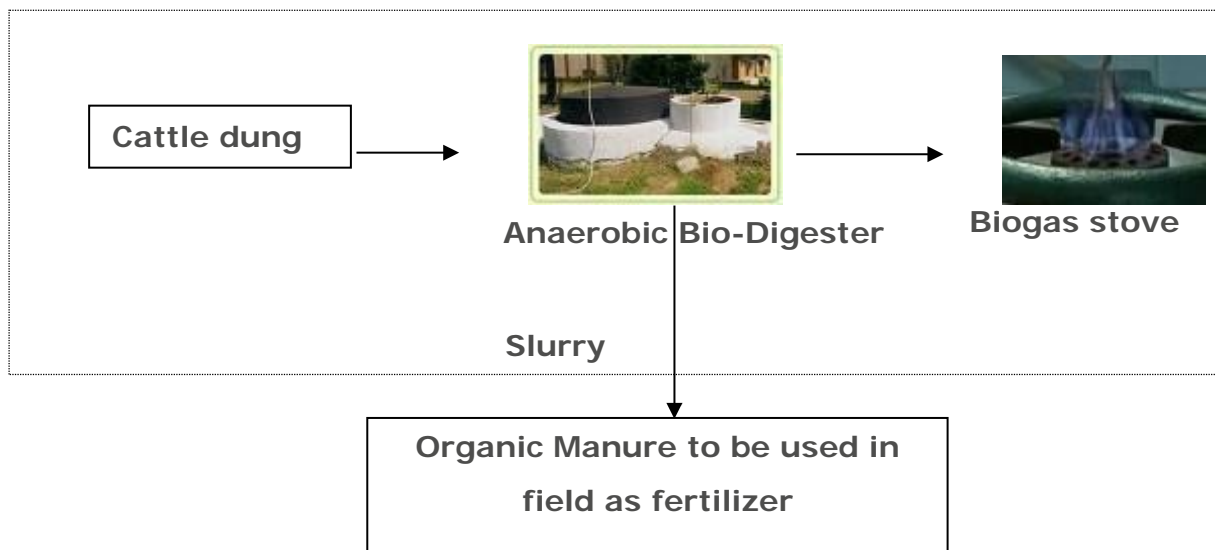 Cattle dung
Anaerobic Bio-Digester
Biogas stove
Slurry
Organic Manure to be used in
field as fertilizer